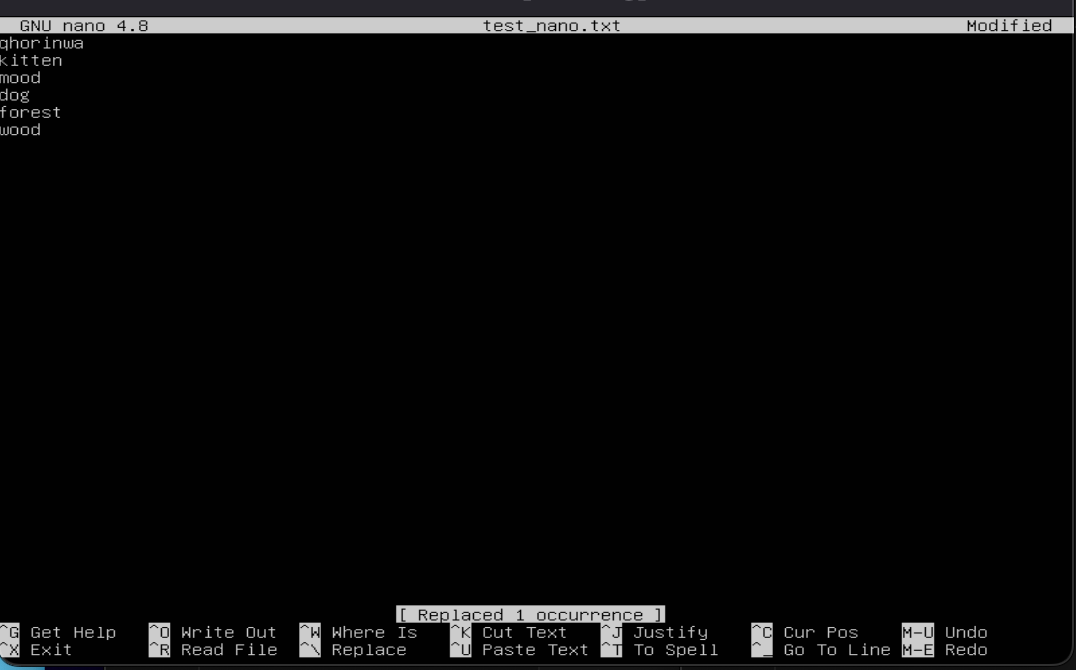 GNU nano 4.8 test_nano.txt Modified
qhorinwa
kitten
mood
dog
forest
wood
[ Replaced 1 occurrence ]
^G Get Help ^O Write Out ^W Where Is ^K Cut Text ^J Justify ^C Cur Pos M-U Undo
^X Exit ^R Read File ^\ Replace ^U Paste Text ^T To Spell ^_ Go To Line M-E Redo